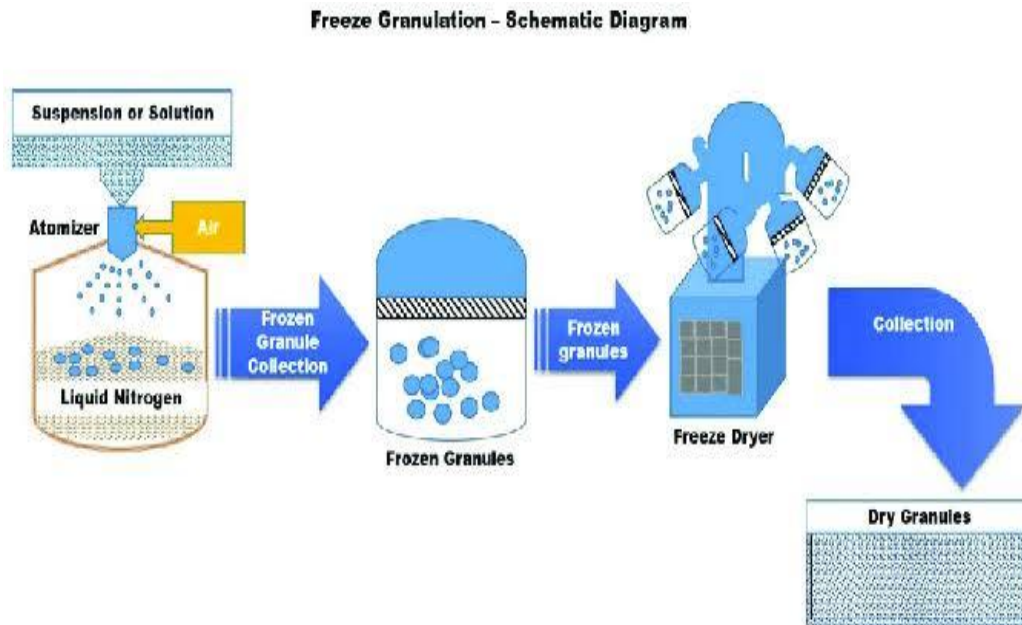 Freeze Granulation – Schematic Diagram
Suspension or Solution
Atomizer
Air
Liquid Nitrogen
Frozen
Granule
Collection
Frozen Granules
Frozen
granules
Freeze Dryer
Collection
Dry Granules